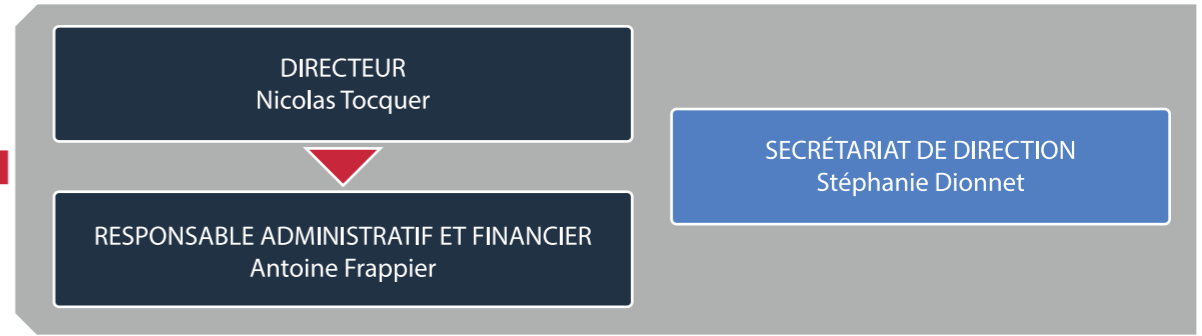 DIRECTEUR
Nicolas Tocquer
RESPONSABLE ADMINISTRATIF ET FINANCIER
Antoine Frappier
SECRÉTARIAT DE DIRECTION
Stéphanie Dionnet